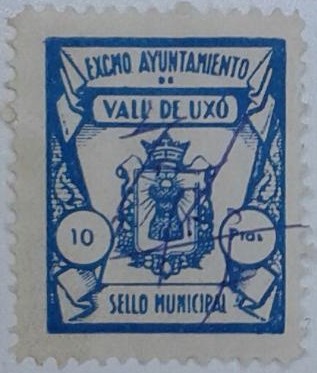 EXCMO AYUNTAMIENTO
DE
VALL DE UXÓ
10 Ptas
SELLO MUNICIPAL